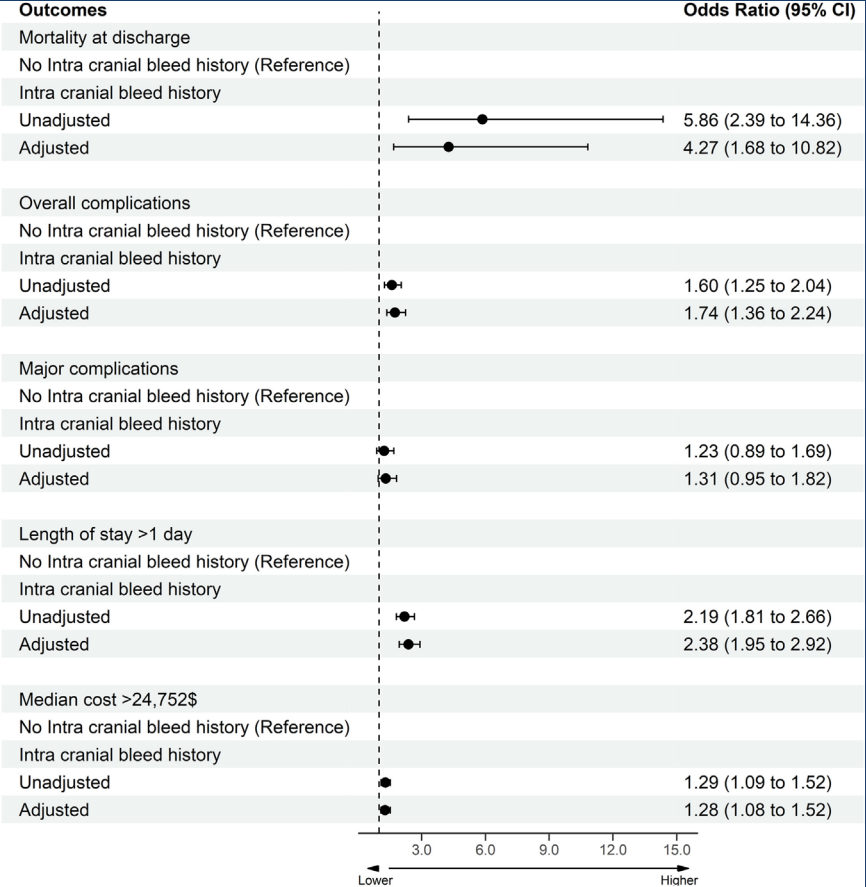 Outcomes Odds Ratio (95% CI)
Mortality at discharge
No Intra cranial bleed history (Reference)
Intra cranial bleed history
Unadjusted 5.86 (2.39 to 14.36)
Adjusted 4.27 (1.68 to 10.82)
Overall complications
No Intra cranial bleed history (Reference)
Intra cranial bleed history
Unadjusted 1.60 (1.25 to 2.04)
Adjusted 1.74 (1.36 to 2.24)
Major complications
No Intra cranial bleed history (Reference)
Intra cranial bleed history
Unadjusted 1.23 (0.89 to 1.69)
Adjusted 1.31 (0.95 to 1.82)
Length of stay >1 day
No Intra cranial bleed history (Reference)
Intra cranial bleed history
Unadjusted 2.19 (1.81 to 2.66)
Adjusted 2.38 (1.95 to 2.92)
Median cost >24,752$
No Intra cranial bleed history (Reference)
Intra cranial bleed history
Unadjusted 1.29 (1.09 to 1.52)
Adjusted 1.28 (1.08 to 1.52)
3.0 6.0 9.0 12.0 15.0
Lower Higher